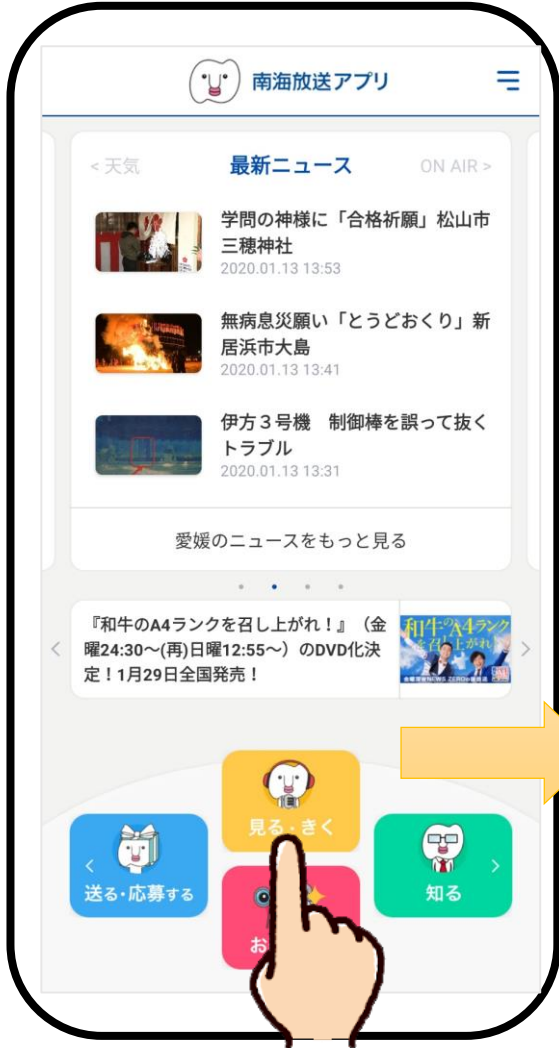 南海放送アプリ
< 天気
最新ニュース
ON AIR >
学問の神様に「合格祈願」松山市
三穂神社
2020.01.13 13:53
無病息災願い「とうどおくり」新
居浜市大島
2020.01.13 13:41
伊方３号機　制御棒を誤って抜く
トラブル
2020.01.13 13:31
愛媛のニュースをもっと見る
『和牛のA4ランクを召し上がれ！』（金
曜24:30〜(再)日曜12:55〜）のDVD化決
定！1月29日全国発売！
和牛のA4ランク
を召し上がれ!
見る・きく
送る・応募する
知る
お